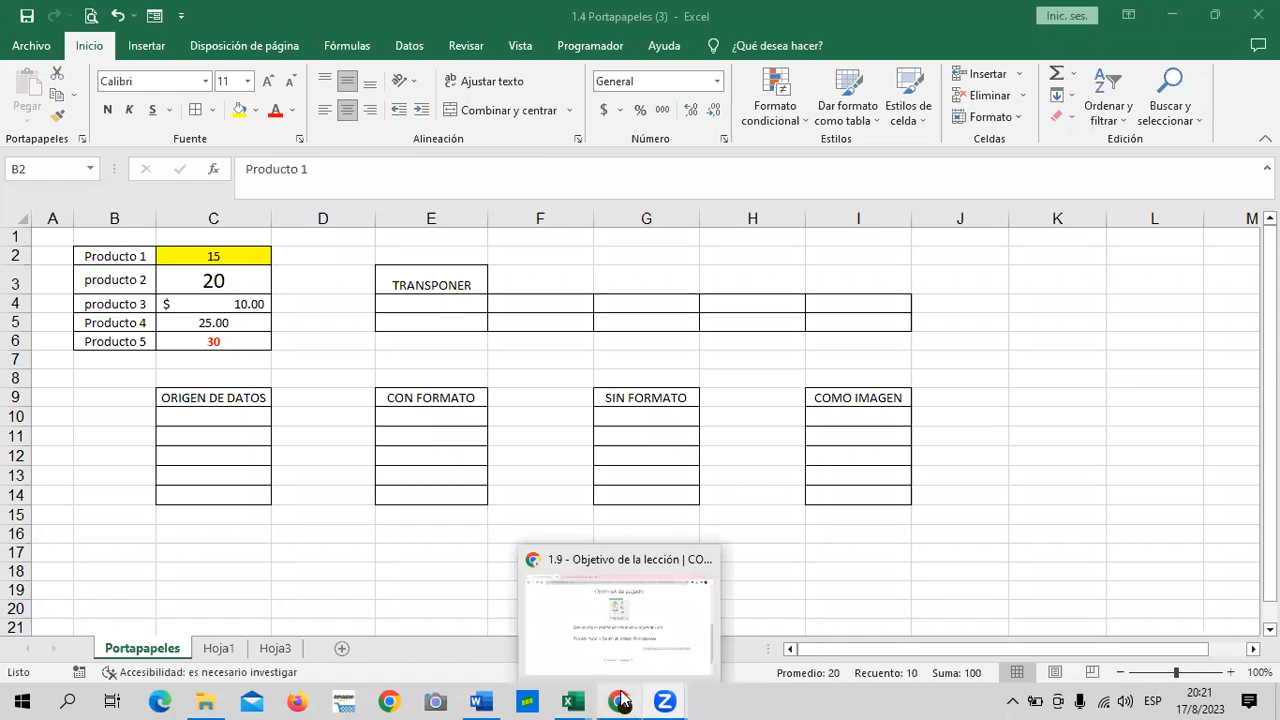 1.4 Portapapeles (3) - Excel
Inic. ses.
Archivo Inicio Insertar Disposición de página Fórmulas Datos Revisar Vista Programador Ayuda ¿Qué desea hacer?
Pegar
Portapapeles
Calibri 11
N K S
Fuente
Ajustar texto
Combinar y centrar
Alineación
General
$ % 000
Número
Formato condicional
Dar formato como tabla
Estilos de celda
Estilos
Insertar
Eliminar
Formato
Celdas
Ordenar y filtrar
Buscar y seleccionar
Edición
B2 fx Producto 1
A B C D E F G H I J K L M
1
2 Producto 1 15
3 producto 2 20 TRANSPONER
4 producto 3 $ 10.00
5 Producto 4 25.00
6 Producto 5 30
7
8
9 ORIGEN DE DATOS CON FORMATO SIN FORMATO COMO IMAGEN
10
11
12
13
14
15
16
17
18
19
20
21
1.9 - Objetivo de la lección | CO...
Portapapeles Hoja1 Hoja3
Listo Accesibilidad: es necesario investigar Promedio: 20 Recuento: 10 Suma: 100 100%
ESP
20:21
17/8/2023